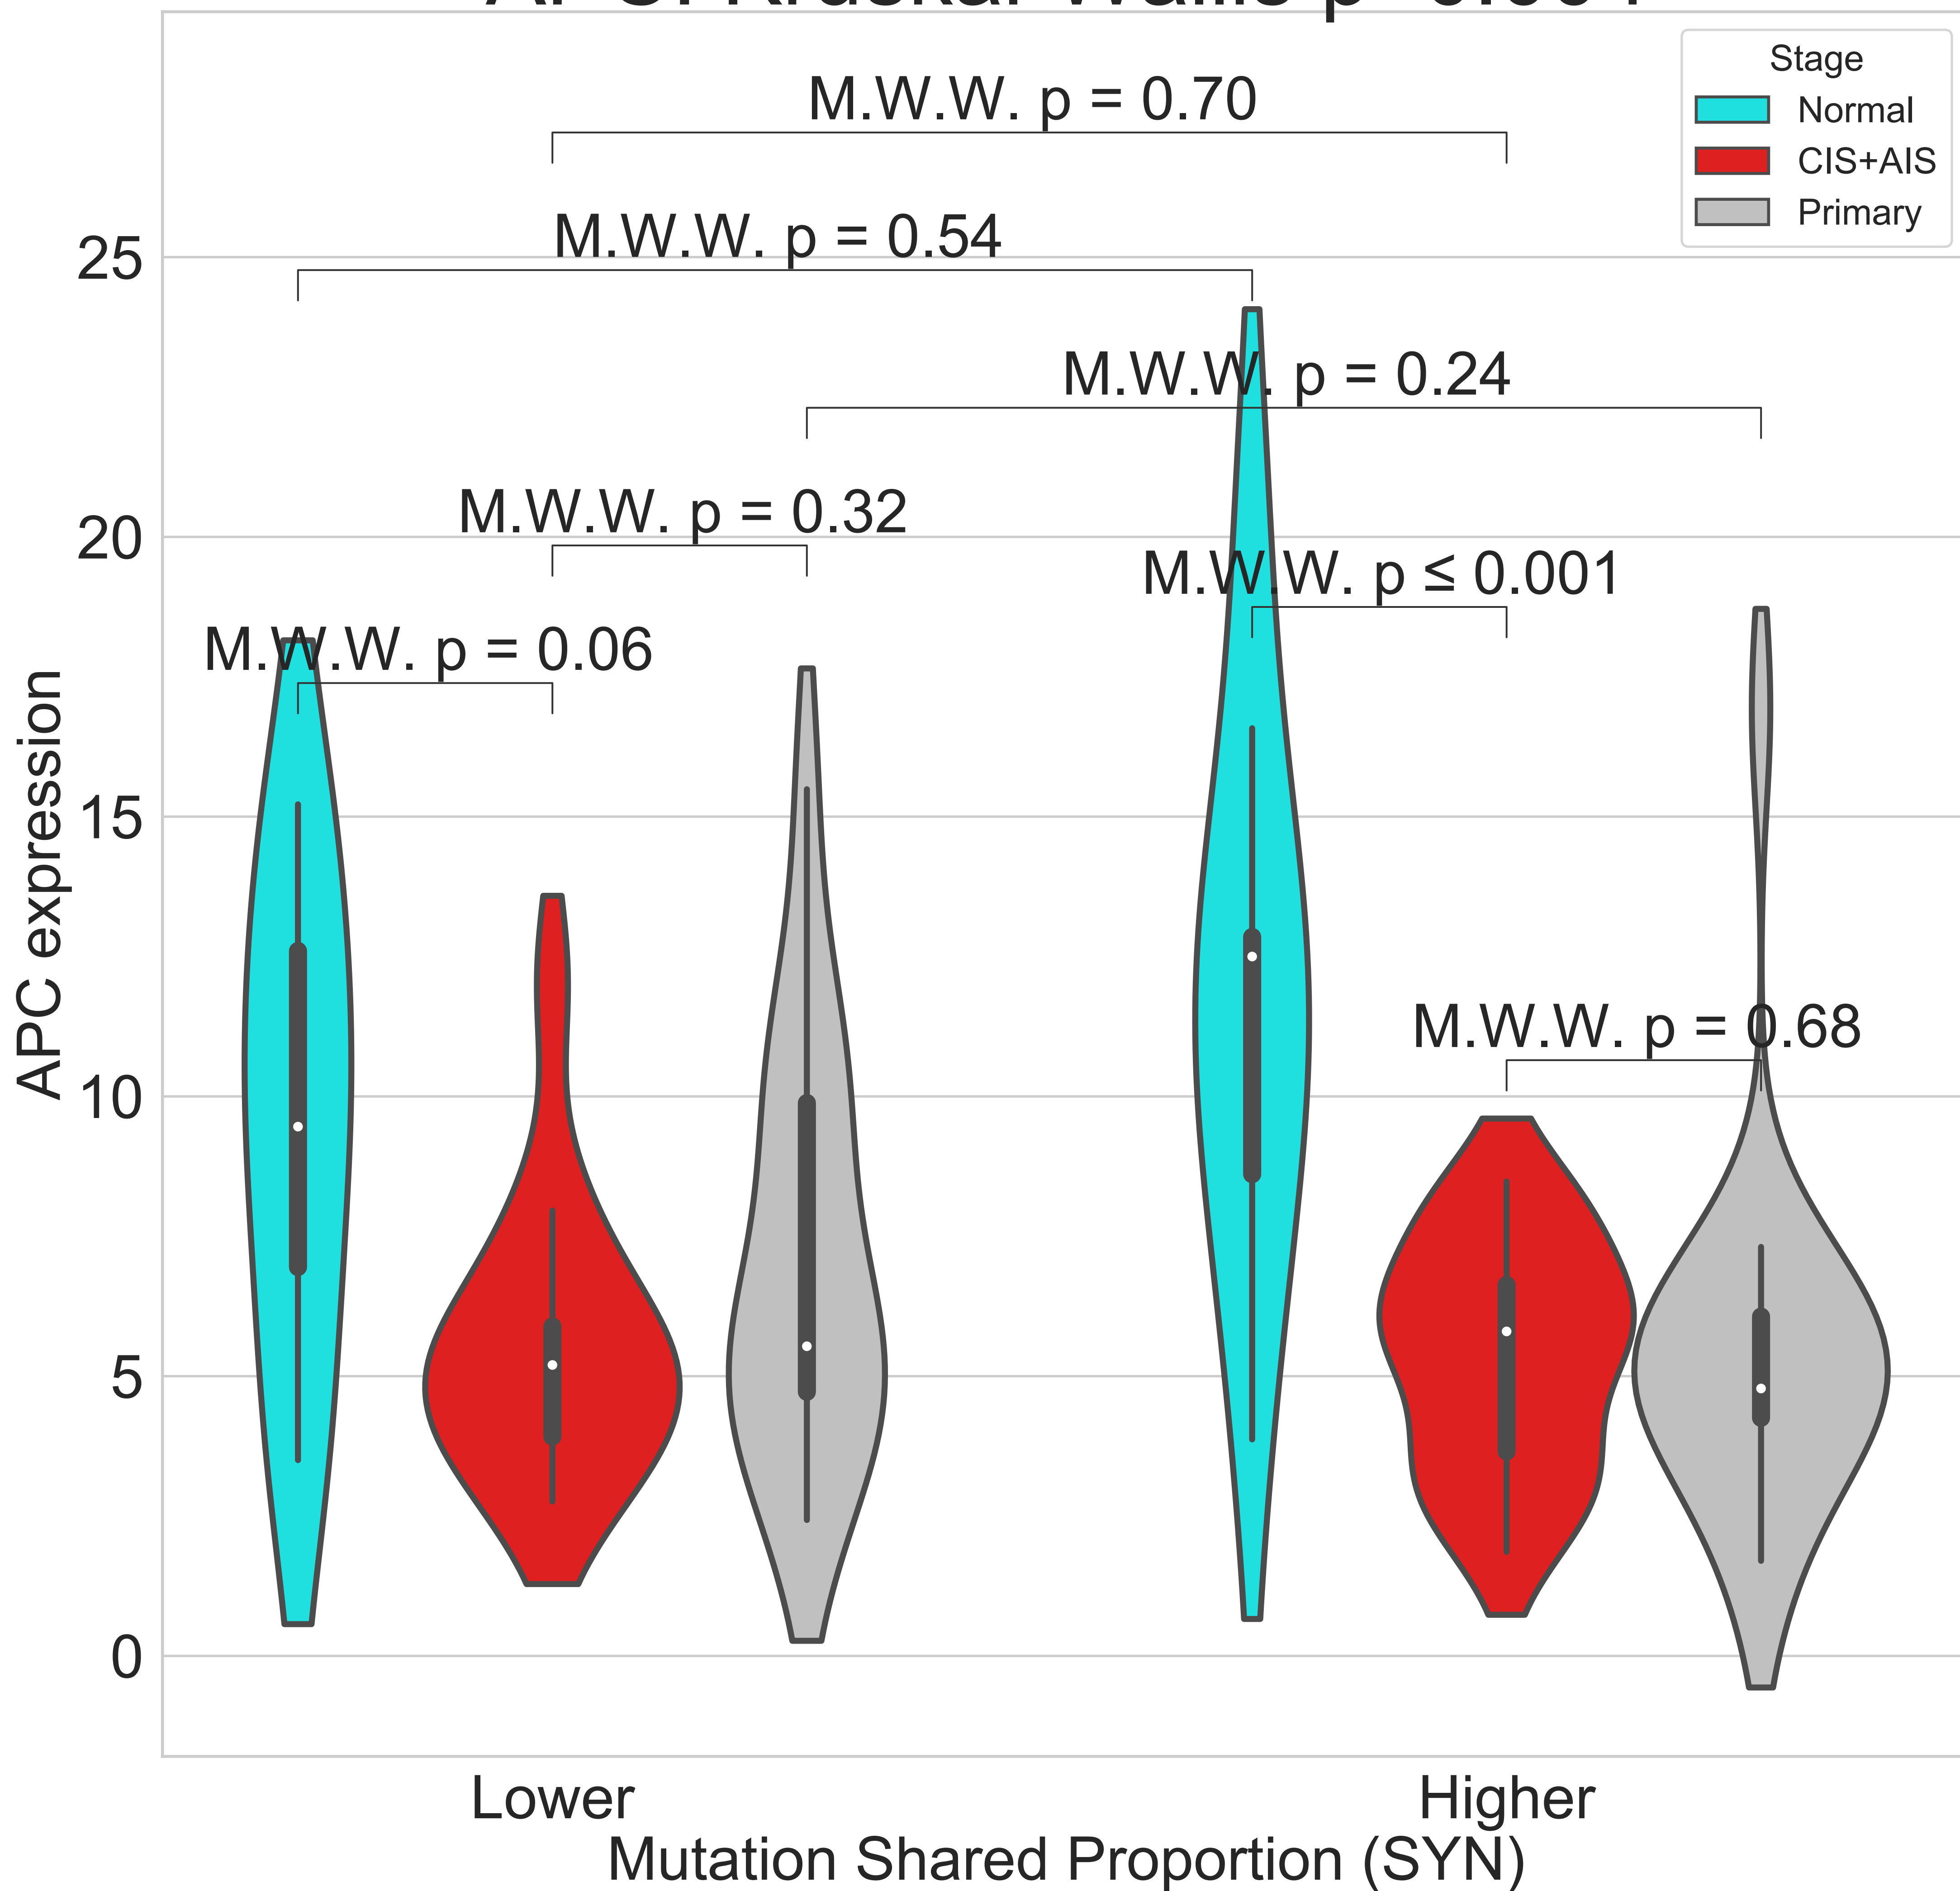 Stage
Normal
CIS+AIS
Primary
M.W.W. p = 0.70
M.W.W. p = 0.54
M.W.W. p = 0.24
M.W.W. p = 0.32
M.W.W. p ≤ 0.001
M.W.W. p = 0.06
M.W.W. p = 0.68
APC expression
25
20
15
10
5
0
Lower
Higher
Mutation Shared Proportion (SYN)